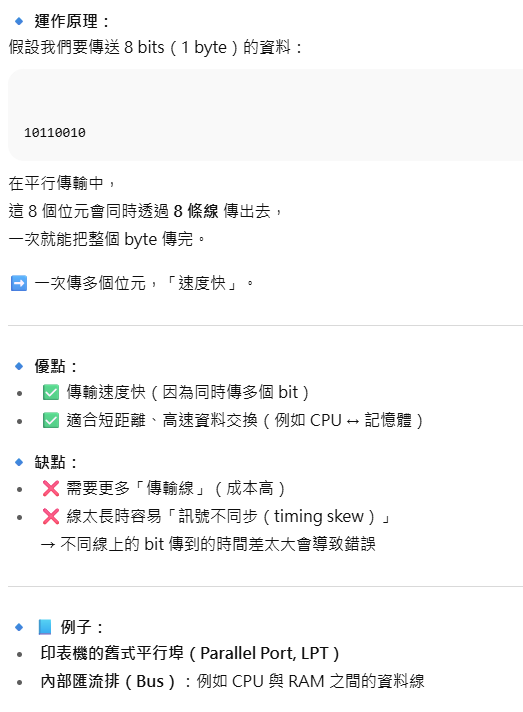 🔹 運作原理：
假設我們要傳送 8 bits（1 byte）的資料：
10110010
在平行傳輸中，
這 8 個位元會同時透過 8 條線 傳出去，
一次就能把整個 byte 傳完。
➡️ 一次傳多個位元，「速度快」。
🔹 優點：
• ✅ 傳輸速度快（因為同時傳多個 bit）
• ✅ 適合短距離、高速資料交換（例如 CPU ↔ 記憶體）
🔹 缺點：
• ❌ 需要更多「傳輸線」（成本高）
• ❌ 線太長時容易「訊號不同步（timing skew）」
→ 不同線上的 bit 傳到的時間差太大會導致錯誤
🔹 📘 例子：
• 印表機的舊式平行埠（Parallel Port, LPT）
• 內部匯流排（Bus）：例如 CPU 與 RAM 之間的資料線